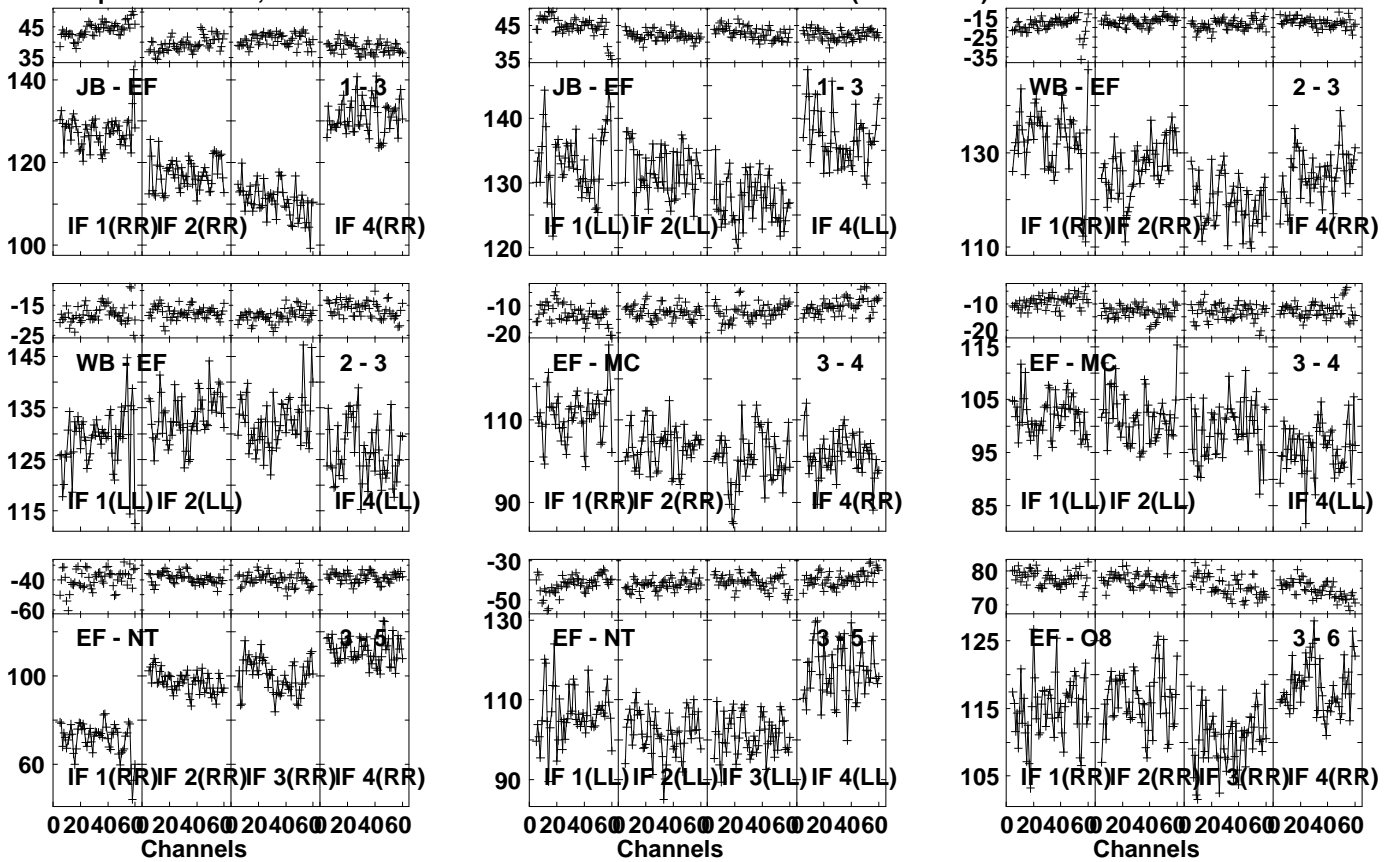 45 45 -15
35 35 -25
-35
140 JB - EF 1 - 3 JB - EF 1 - 3 WB - EF 2 - 3
140
120 130 130
IF 1(RR) IF 2(RR) IF 4(RR) IF 1(LL) IF 2(LL) IF 4(LL) IF 1(RR) IF 2(RR) IF 4(RR)
100 120 110
-15 -10 -10
-25 -20 -20
145 WB - EF 2 - 3 EF - MC 3 - 4 115 EF - MC 3 - 4
135 110 105
125 95
IF 1(LL) IF 2(LL) IF 4(LL) IF 1(RR) IF 2(RR) IF 4(RR) IF 1(LL) IF 2(LL) IF 4(LL)
115 90 85
-40 -30 80
-60 -50 70
EF - NT 3 - 5 130 EF - NT 3 - 5 EF - O8 3 - 6
100 110 125
115
60 90 105
IF 1(RR) IF 2(RR) IF 3(RR) IF 4(RR) IF 1(LL) IF 2(LL) IF 3(LL) IF 4(LL) IF 1(RR) IF 2(RR) IF 3(RR) IF 4(RR)
0 20 40 60 0 20 40 60 0 20 40 60 0 20 40 60 0 20 40 60 0 20 40 60 0 20 40 60 0 20 40 60 0 20 40 60 0 20 40 60 0 20 40 60 0 20 40 60
Channels Channels Channels